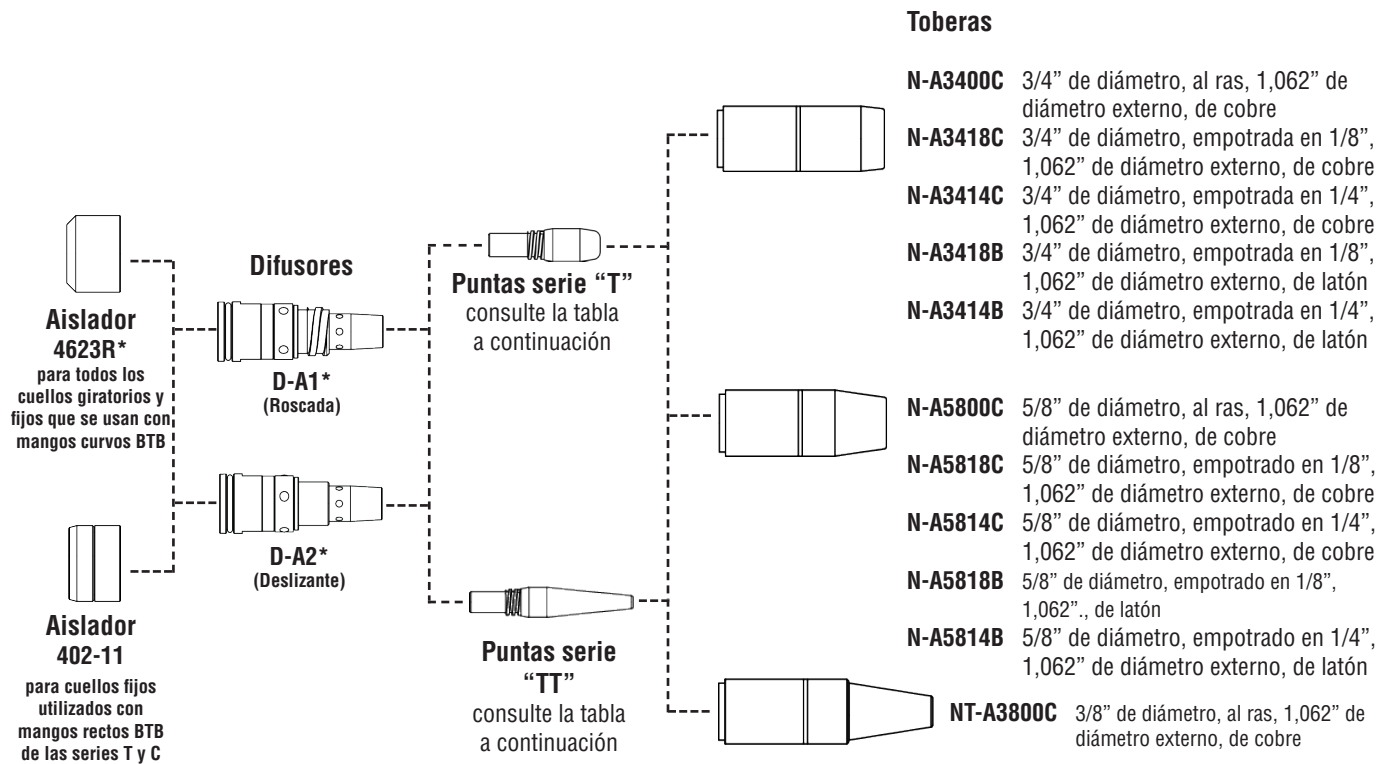 Toberas
N-A3400C 3/4” de diámetro, al ras, 1,062” de
diámetro externo, de cobre
N-A3418C 3/4” de diámetro, empotrada en 1/8”,
1,062” de diámetro externo, de cobre
N-A3414C 3/4” de diámetro, empotrada en 1/4”,
1,062” de diámetro externo, de cobre
N-A3418B 3/4” de diámetro, empotrada en 1/8”,
1,062” de diámetro externo, de latón
N-A3414B 3/4” de diámetro, empotrada en 1/4”,
1,062” de diámetro externo, de latón
Aislador
4623R*
para todos los
cuellos giratorios y
fijos que se usan con
mangos curvos BTB
Difusores
D-A1*
(Roscada)
Puntas serie “T”
consulte la tabla
a continuación
N-A5800C 5/8” de diámetro, al ras, 1,062” de
diámetro externo, de cobre
N-A5818C 5/8” de diámetro, empotrado en 1/8”,
1,062” de diámetro externo, de cobre
N-A5814C 5/8” de diámetro, empotrado en 1/4”,
1,062” de diámetro externo, de cobre
N-A5818B 5/8” de diámetro, empotrado en 1/8”,
1,062”., de latón
N-A5814B 5/8” de diámetro, empotrado en 1/4”,
1,062” de diámetro externo, de latón
D-A2*
(Deslizante)
Aislador
402-11
para cuellos fijos
utilizados con
mangos rectos BTB
de las series T y C
Puntas serie
“TT”
consulte la tabla
a continuación
NT-A3800C 3/8” de diámetro, al ras, 1,062” de
diámetro externo, de cobre